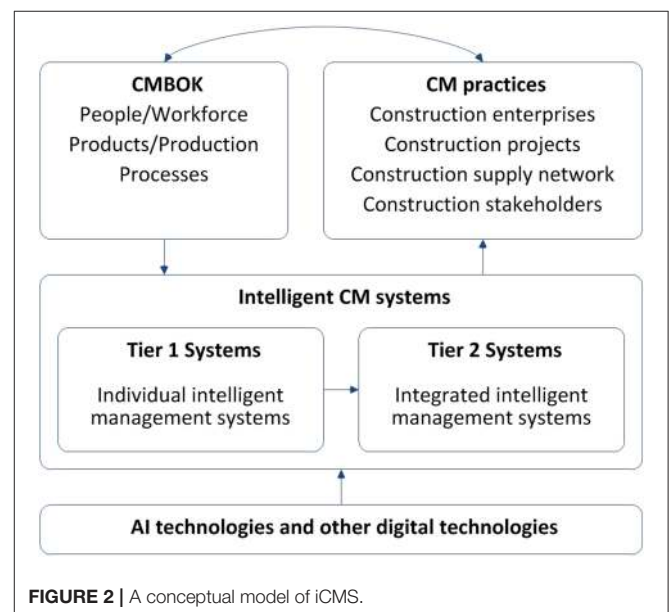 CMBOK
People/Workforce
Products/Production
Processes
CM practices
Construction enterprises
Construction projects
Construction supply network
Construction stakeholders
Intelligent CM systems
Tier 1 Systems
Individual intelligent
management systems
Tier 2 Systems
Integrated intelligent
management systems
AI technologies and other digital technologies
FIGURE 2 | A conceptual model of iCMS.